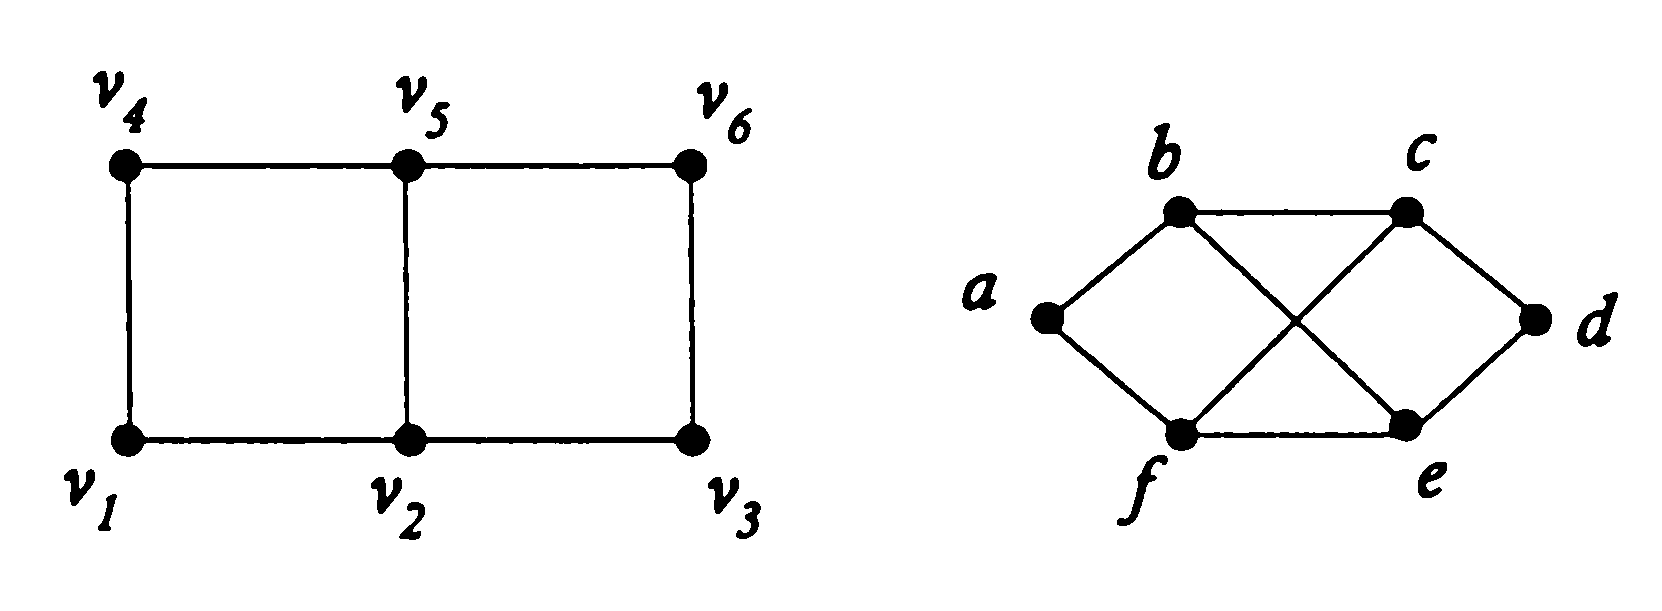 v₄ v₅ v₆
b c
a d
v₁ v₂ v₃
f e